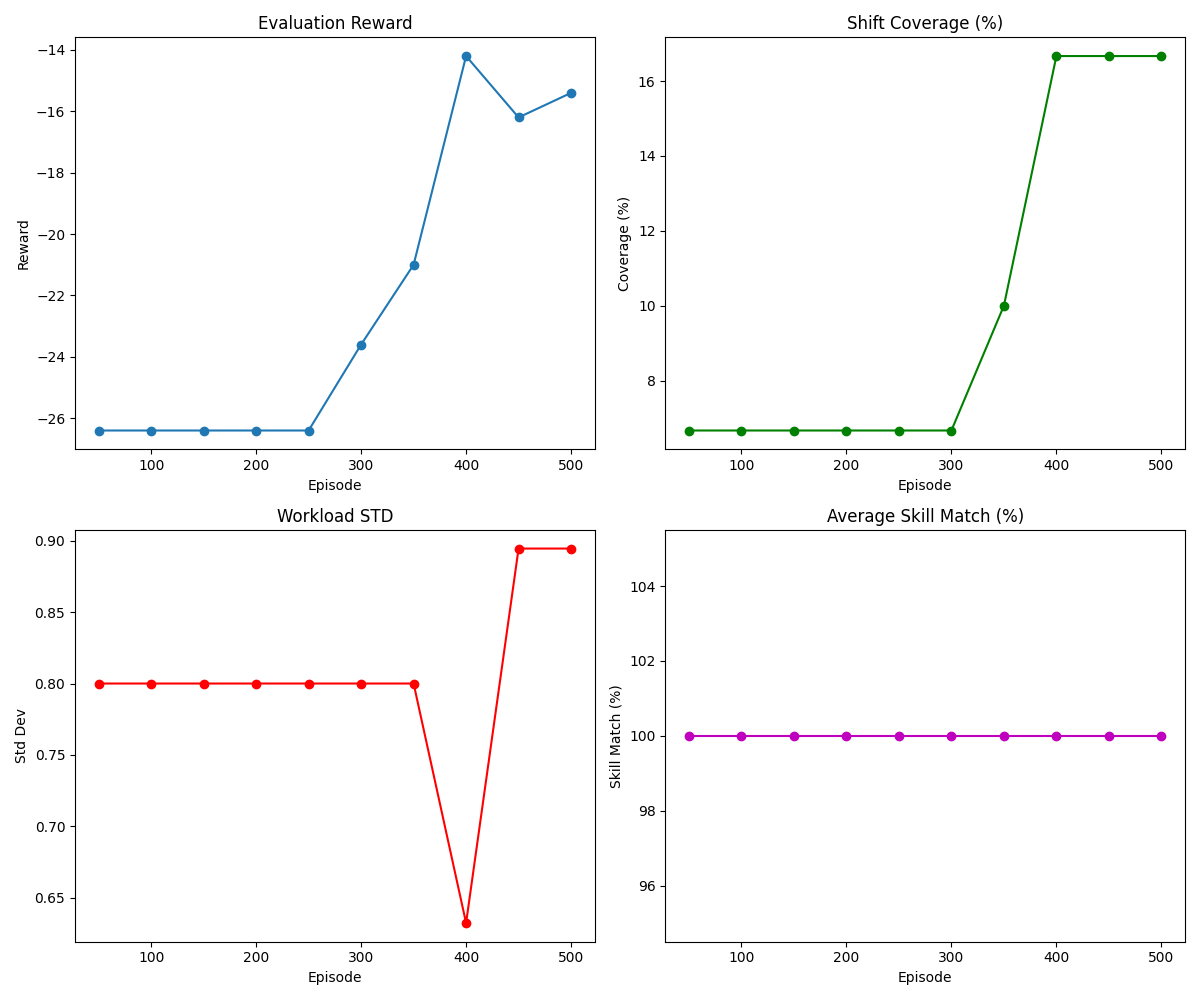 Evaluation Reward
Reward
−14
−16
−18
−20
−22
−24
−26
100 200 300 400 500
Episode
Shift Coverage (%)
Coverage (%)
16
14
12
10
8
100 200 300 400 500
Episode
Workload STD
Std Dev
0.90
0.85
0.80
0.75
0.70
0.65
100 200 300 400 500
Episode
Average Skill Match (%)
Skill Match (%)
104
102
100
98
96
100 200 300 400 500
Episode